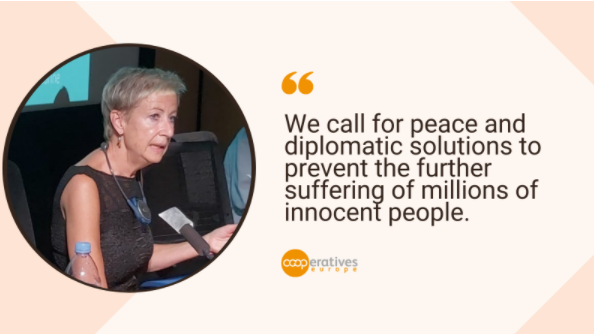 “
We call for peace and
diplomatic solutions to
prevent the further
suffering of millions of
innocent people.
cooperatives
europe